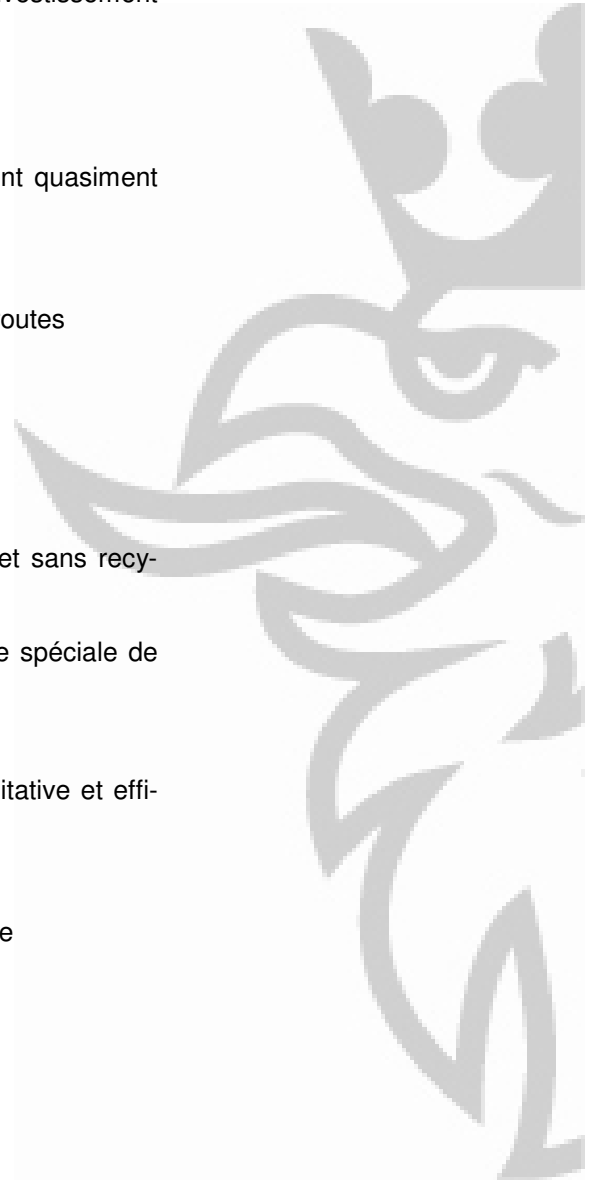 vestissement
nt quasiment
outes
et sans recy-
e spéciale de
itative et effi-
e